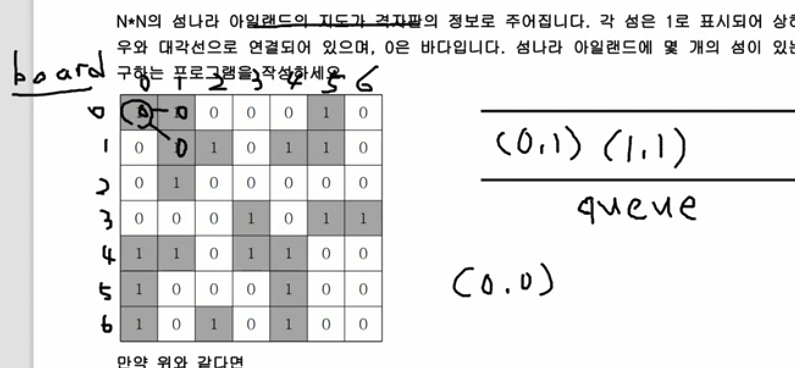 N*N의 섬나라 아일랜드의 지도가 격자판의 정보로 주어집니다. 각 섬은 1로 표시되어 상하
우와 대각선으로 연결되어 있으며, 0은 바다입니다. 섬나라 아일랜드에 몇 개의 섬이 있는
구하는 프로그램을 작성하세요
board
0 1 2 3 4 5 6
0 0 0 0 0 0 1 0
1 0 0 1 0 1 1 0
2 0 1 0 0 0 0 0
3 0 0 0 1 0 1 1
4 1 1 0 1 1 0 0
5 1 0 0 0 1 0 0
6 1 0 1 0 1 0 0
(0,1) (1,1)
queue
(0.0)
만약 위와 같다면